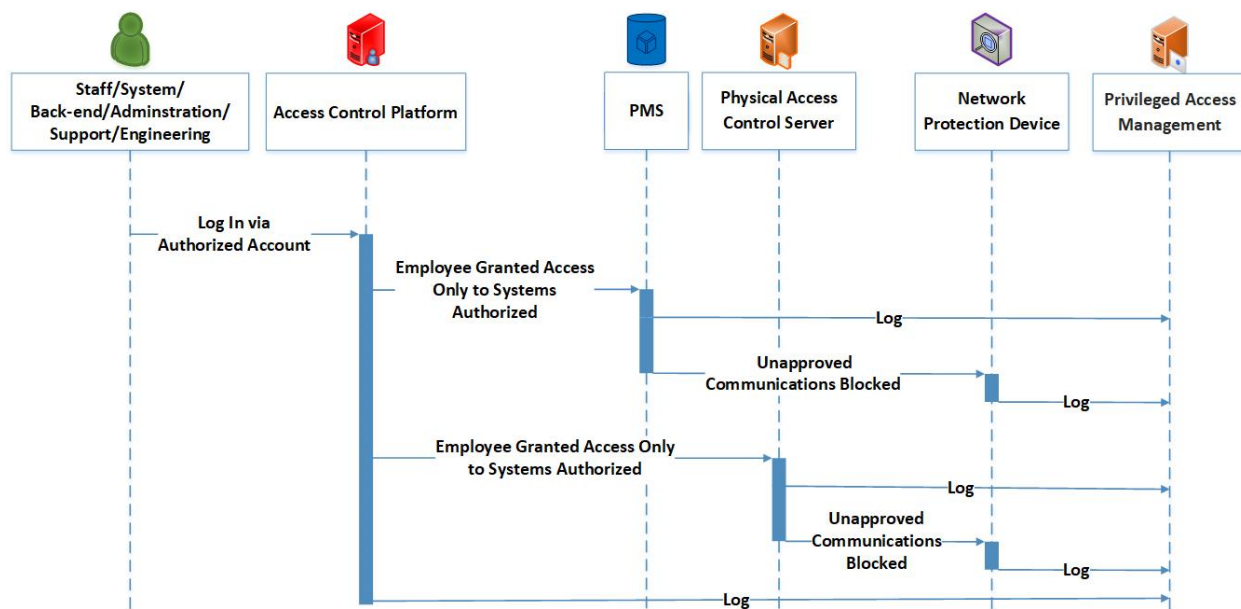 Staff/System/
Back-end/Adminstration/
Support/Engineering
Access Control Platform
PMS
Physical Access
Control Server
Network
Protection Device
Privileged Access
Management
Log In via
Authorized Account
Employee Granted Access
Only to Systems
Authorized
Log
Unapproved
Communications Blocked
Log
Employee Granted Access Only
to Systems Authorized
Log
Unapproved
Communications
Blocked
Log
Log